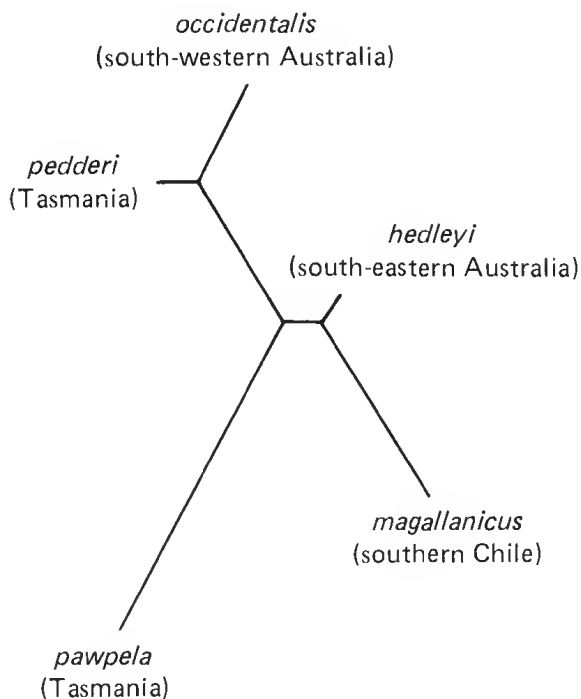 occidentalis
(south-western Australia)
pedderi
(Tasmania)
hedleyi
(south-eastern Australia)
magallanicus
(southern Chile)
pawpela
(Tasmania)